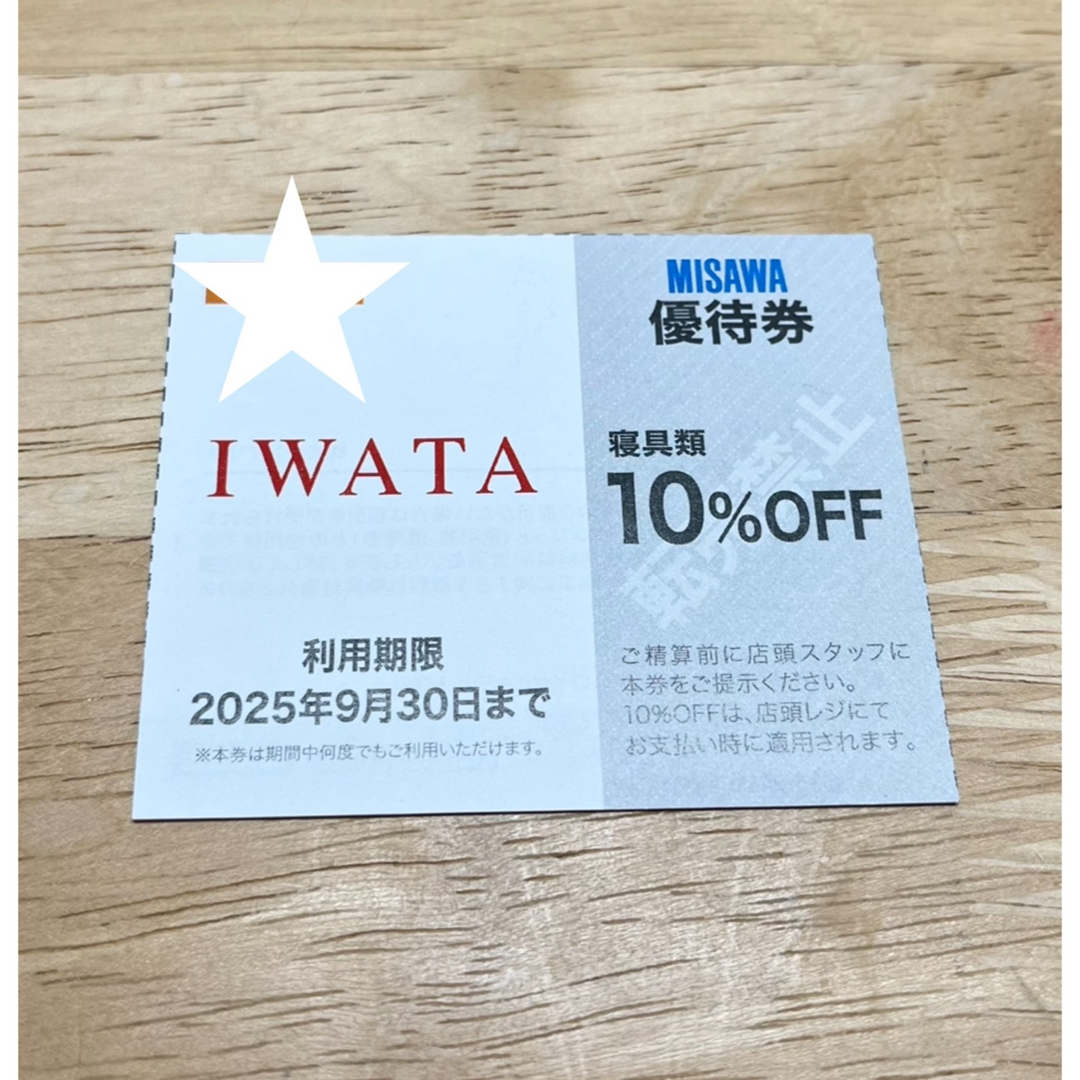 IWATA
利用期限
2025年9月30日まで
※本券は期間中何度でもご利用いただけます。
MISAWA
優待券
寝具類
10%OFF
転売禁止
ご精算前に店頭スタッフに
本券をご提示ください。
10%OFFは、店頭レジにて
お支払い時に適用されます。